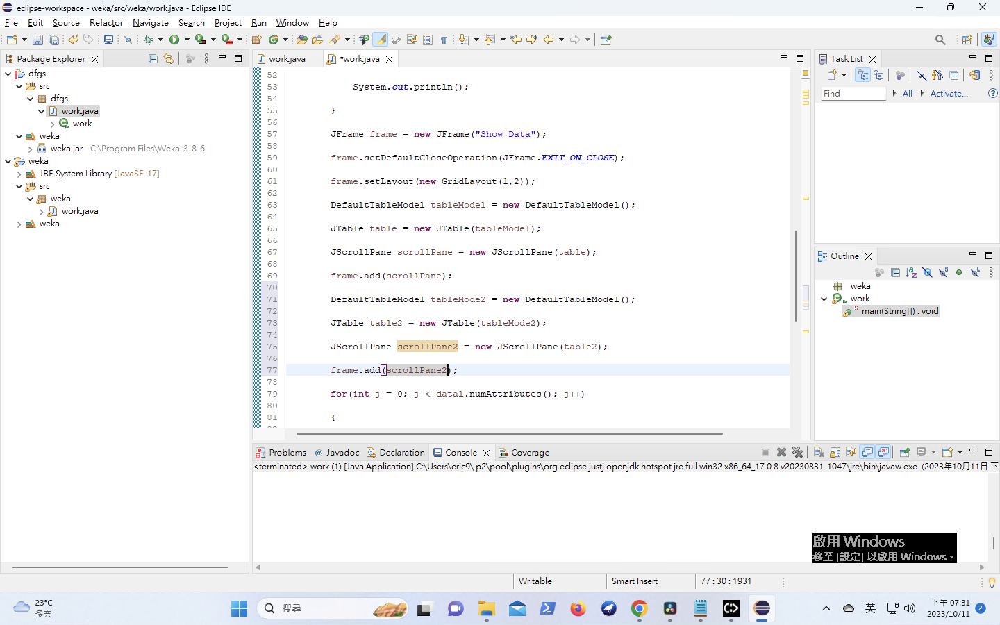 eclipse-workspace - weka/src/weka/work.java - Eclipse IDE
File Edit Source Refactor Navigate Search Project Run Window Help
Package Explorer
dfgs
src
dfgs
work.java
work
weka
weka.jar - C:\Program Files\Weka-3-8-6
weka
JRE System Library [JavaSE-17]
src
weka
work.java
weka
work.java
*work.java
52
53 System.out.println();
54
55 }
56
57 JFrame frame = new JFrame("Show Data");
58
59 frame.setDefaultCloseOperation(JFrame.EXIT_ON_CLOSE);
60
61 frame.setLayout(new GridLayout(1,2));
62
63 DefaultTableModel tableModel = new DefaultTableModel();
64
65 JTable table = new JTable(tableModel);
66
67 JScrollPane scrollPane = new JScrollPane(table);
68
69 frame.add(scrollPane);
70
71 DefaultTableModel tableMode2 = new DefaultTableModel();
72
73 JTable table2 = new JTable(tableMode2);
74
75 JScrollPane scrollPane2 = new JScrollPane(table2);
76
77 frame.add(scrollPane2);
78
79 for(int j = 0; j < data1.numAttributes(); j++)
80
81 {
Task List
Find All Activate...
Outline
weka
work
main(String[]) : void
Problems @ Javadoc Declaration Console Coverage
<terminated> work (1) [Java Application] C:\Users\eric9\.p2\pool\plugins\org.eclipse.justj.openjdk.hotspot.jre.full.win32.x86_64_17.0.8.v20230831-1047\jre\bin\javaw.exe (2023年10月11日 下
啟用 Windows
移至 [設定] 以啟用 Windows。
Writable Smart Insert 77 : 30 : 1931
23°C
多雲
搜尋
英
下午 07:31
2023/10/11
2